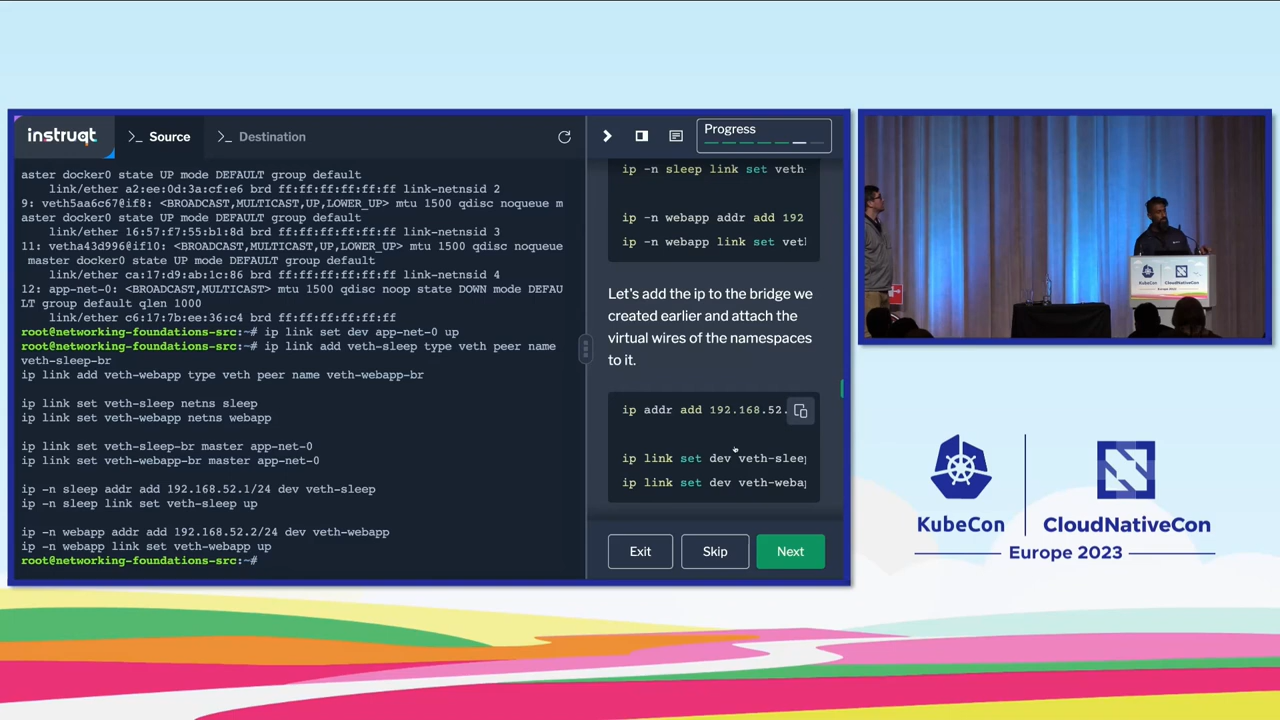 instruqt
>_ Source
>_ Destination
Progress
aster docker0 state UP mode DEFAULT group default
link/ether a2:ee:0d:3a:cf:e6 brd ff:ff:ff:ff:ff:ff link-netnsid 2
9: veth5aa6c67@if8: <BROADCAST,MULTICAST,UP,LOWER_UP> mtu 1500 qdisc noqueue m
aster docker0 state UP mode DEFAULT group default
link/ether 16:57:f7:55:b1:8d brd ff:ff:ff:ff:ff:ff link-netnsid 3
11: vetha43d996@if10: <BROADCAST,MULTICAST,UP,LOWER_UP> mtu 1500 qdisc noqueue
master docker0 state UP mode DEFAULT group default
link/ether ca:17:d9:ab:1c:86 brd ff:ff:ff:ff:ff:ff link-netnsid 4
12: app-net-0: <BROADCAST,MULTICAST> mtu 1500 qdisc noop state DOWN mode DEFAU
LT group default qlen 1000
link/ether c6:17:7b:ee:36:c4 brd ff:ff:ff:ff:ff:ff
root@networking-foundations-src:~# ip link set dev app-net-0 up
root@networking-foundations-src:~# ip link add veth-sleep type veth peer name
veth-sleep-br
ip link add veth-webapp type veth peer name veth-webapp-br
ip link set veth-sleep netns sleep
ip link set veth-webapp netns webapp
ip link set veth-sleep-br master app-net-0
ip link set veth-webapp-br master app-net-0
ip -n sleep addr add 192.168.52.1/24 dev veth-sleep
ip -n sleep link set veth-sleep up
ip -n webapp addr add 192.168.52.2/24 dev veth-webapp
ip -n webapp link set veth-webapp up
root@networking-foundations-src:~#
ip -n sleep link set veth-
ip -n webapp addr add 192
ip -n webapp link set vet
Let's add the ip to the bridge we
created earlier and attach the
virtual wires of the namespaces
to it.
ip addr add 192.168.52.
ip link set dev veth-sleep
ip link set dev veth-weba
Exit
Skip
Next
KubeCon
CloudNativeCon
Europe 2023
KubeCon
CloudNativeCon
Europe 2023